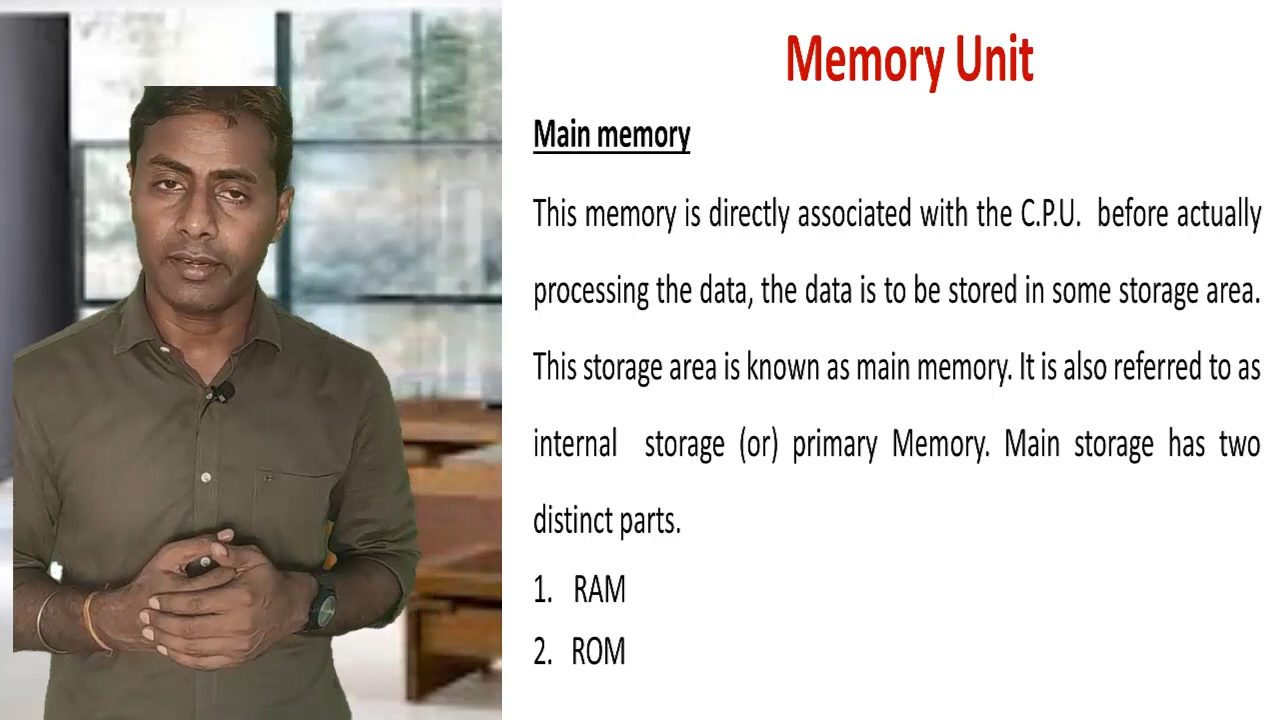 Memory Unit
Main memory
This memory is directly associated with the C.P.U. before actually
processing the data, the data is to be stored in some storage area.
This storage area is known as main memory. It is also referred to as
internal storage (or) primary Memory. Main storage has two
distinct parts.
1. RAM
2. ROM